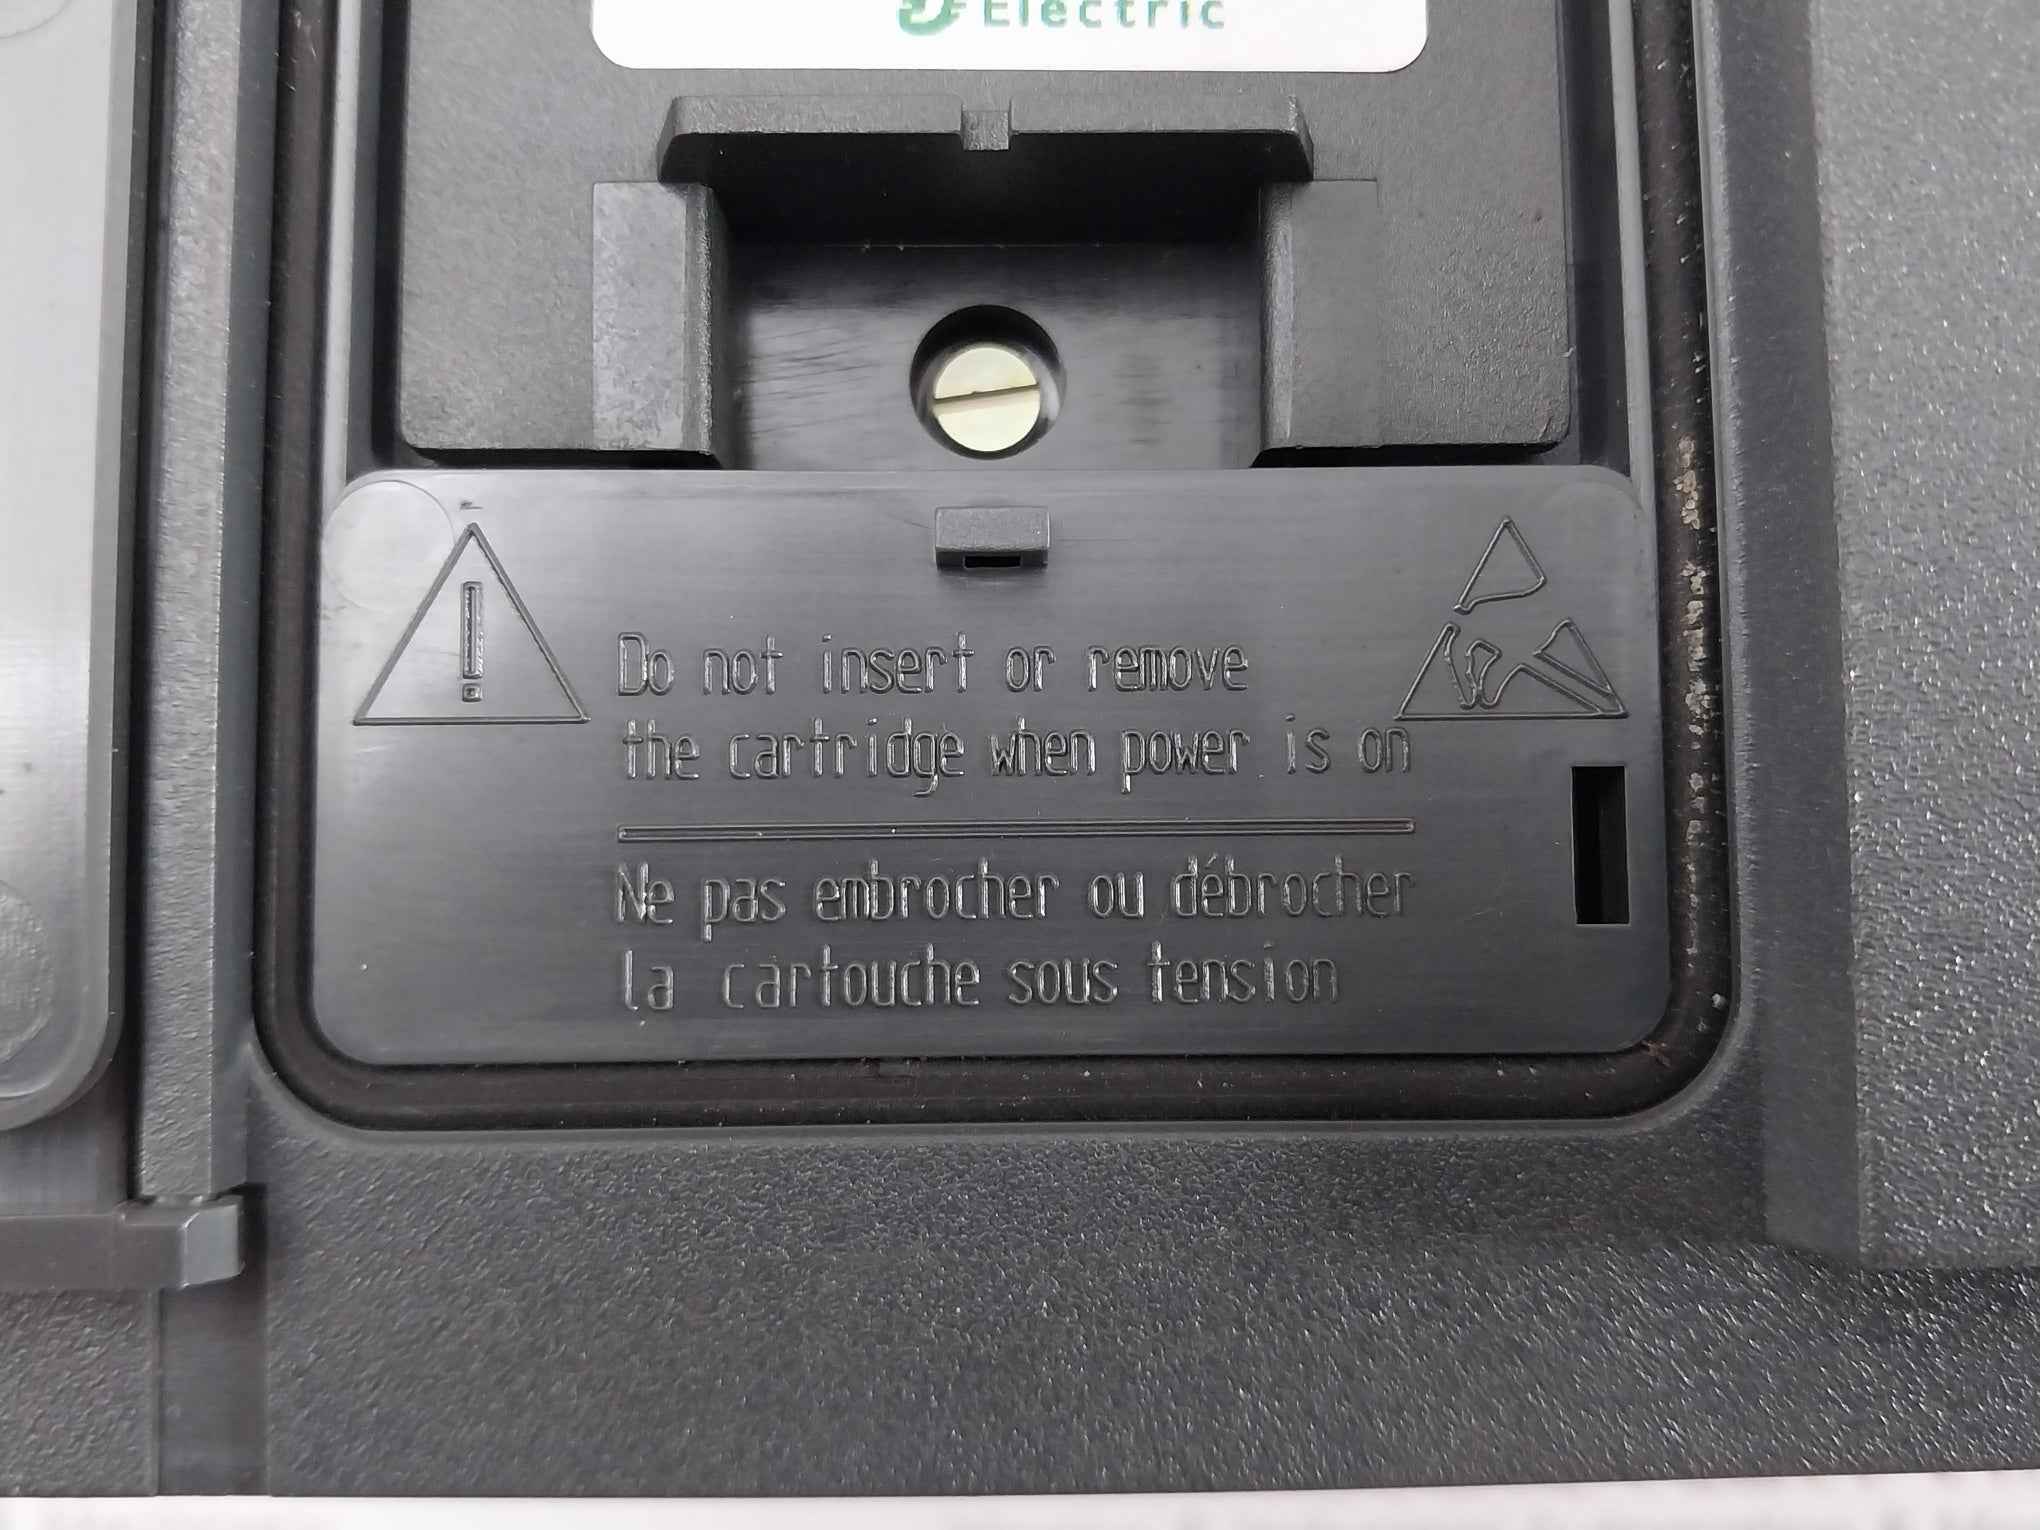 Electric
Do not insert or remove
the cartridge when power is on
Ne pas embrocher ou débrocher
la cartouche sous tension